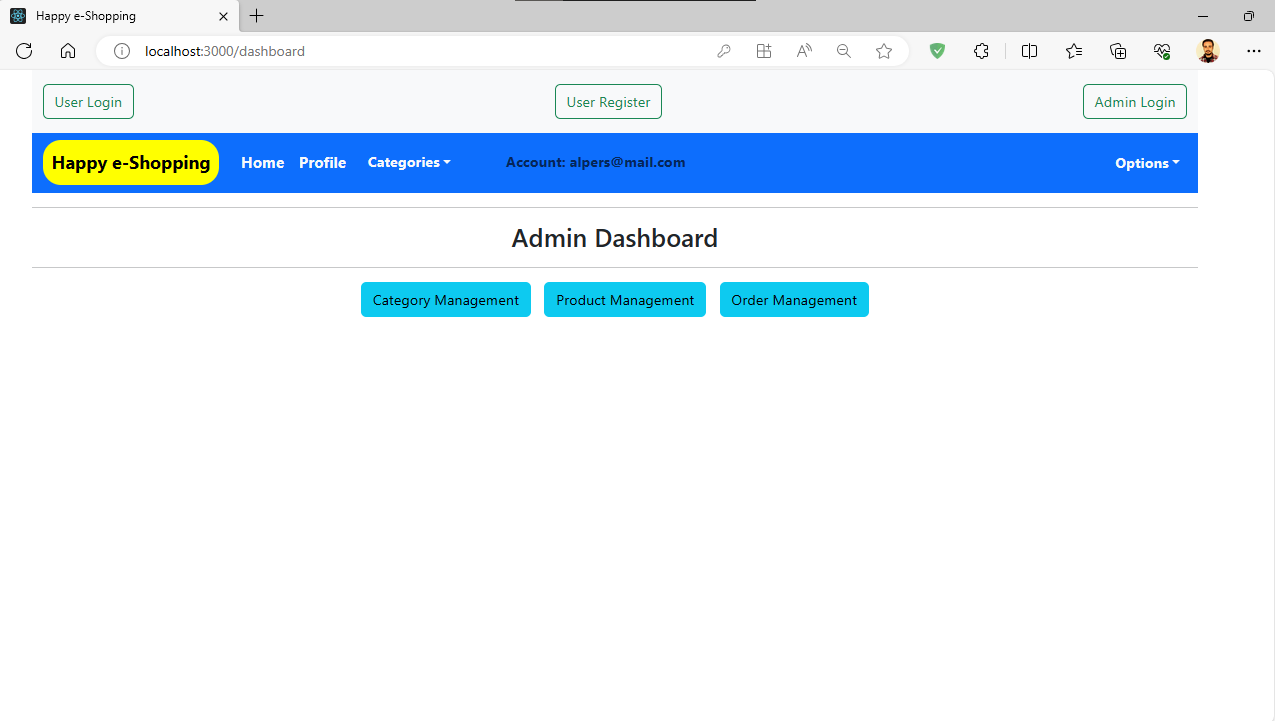 Happy e-Shopping
localhost:3000/dashboard
User Login
User Register
Admin Login
Happy e-Shopping
Home
Profile
Categories
Account: alpers@mail.com
Options
Admin Dashboard
Category Management
Product Management
Order Management